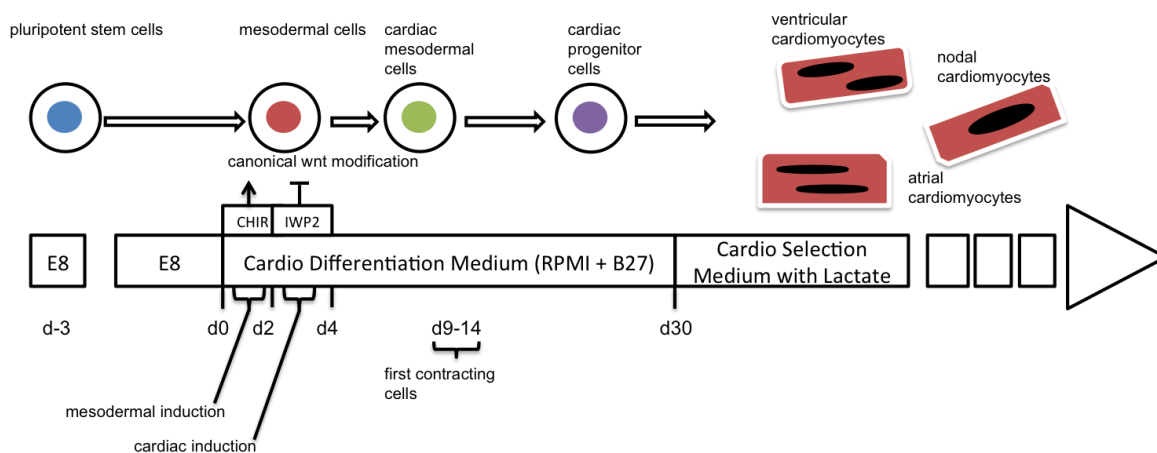 pluripotent stem cells
mesodermal cells
cardiac
mesodermal
cells
cardiac
progenitor
cells
ventricular
cardiomyocytes
nodal
cardiomyocytes
atrial
cardiomyocytes
canonical wnt modification
CHIR
IWP2
E8
E8
Cardio Differentiation Medium (RPMI + B27)
Cardio Selection
Medium with Lactate
d-3
d0
d2
d4
d9-14
d30
first contracting
cells
mesodermal induction
cardiac induction